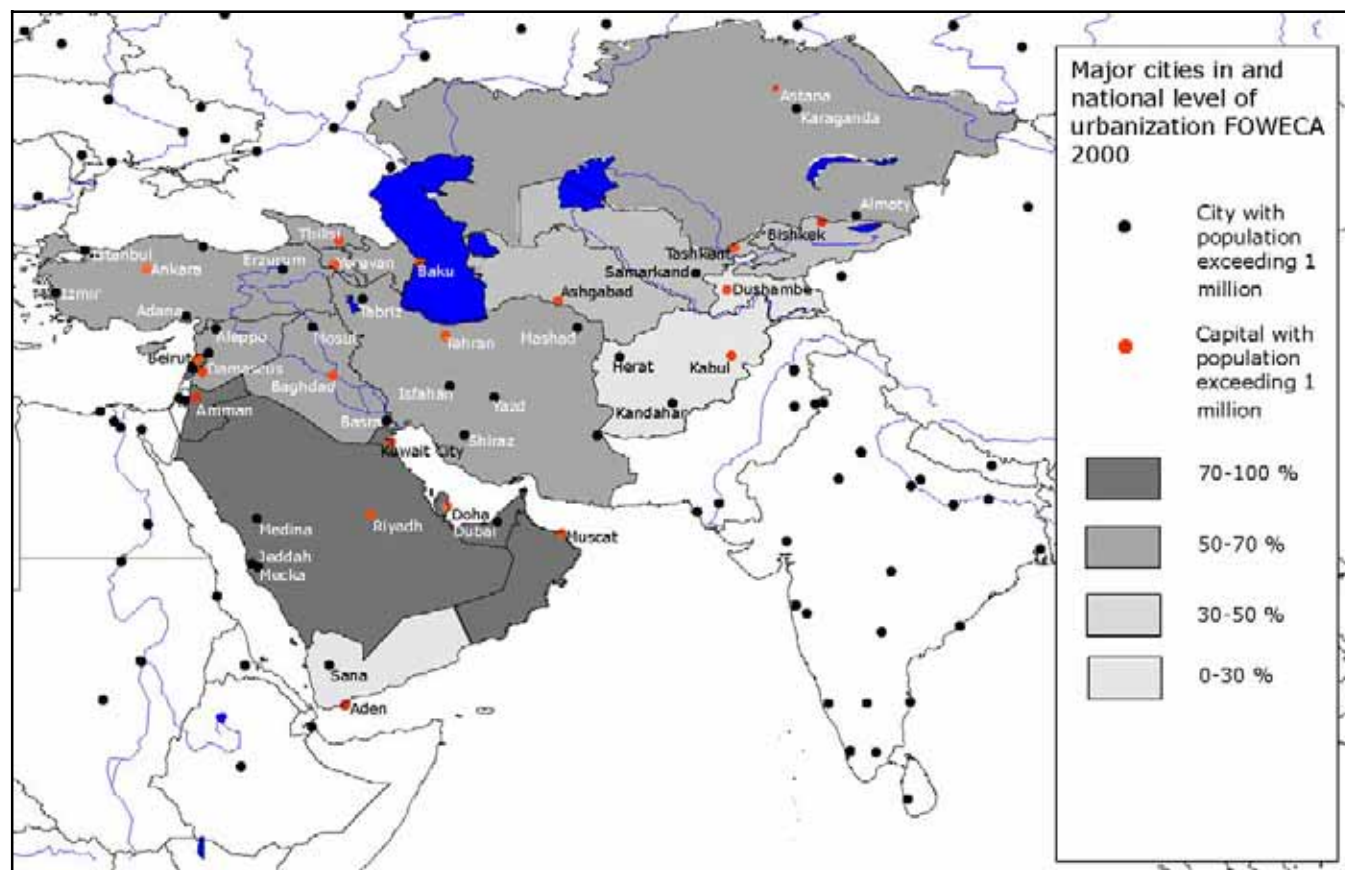 Major cities in and
national level of
urbanization FOWECA
2000
City with
population
exceeding 1
million
Capital with
population
exceeding 1
million
70-100 %
50-70 %
30-50 %
0-30 %
Astana
Karaganda
Almoty
Bishkek
Tashkant
Samarkand
Dushambe
Tbilisi
Yerevan
Baku
Istanbul
Ankara
Erzurum
Izmir
Adana
Tabriz
Ashgabad
Aleppo
Mosul
Tahran
Mashad
Herat
Kabul
Beirut
Damascus
Baghdad
Isfahan
Yazd
Kandahar
Amman
Basra
Shiraz
Kuwait City
Doha
Dubai
Muscat
Medina
Riyadh
Jeddah
Mecka
Sana
Aden